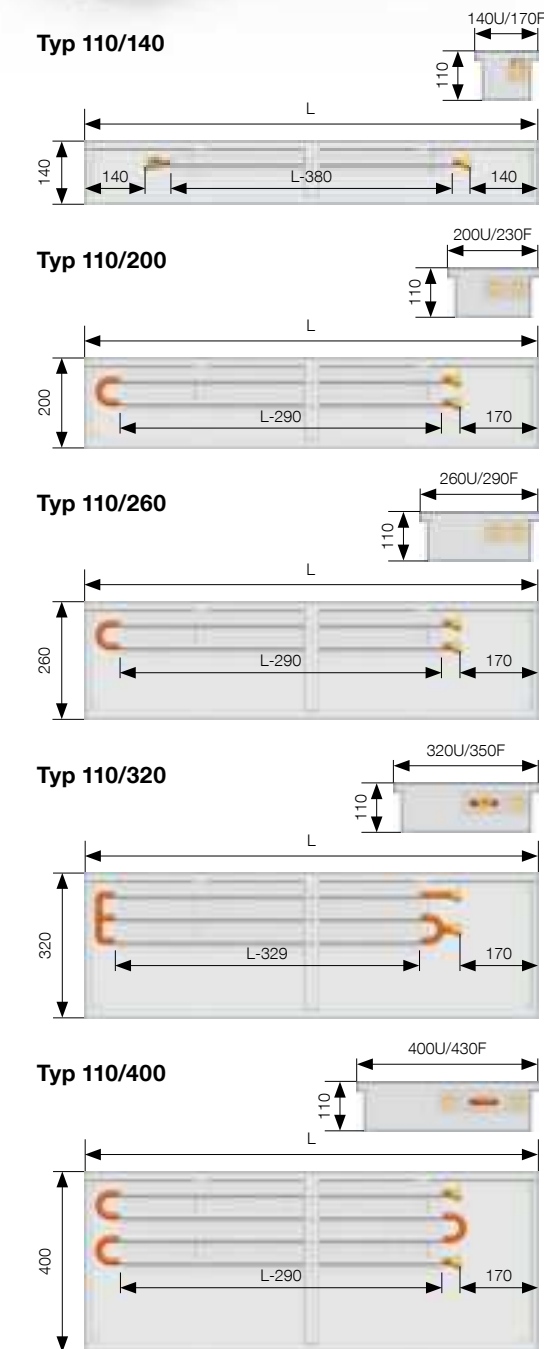 Typ 110/140
140U/170F
110
L
140
140
L-380
140
Typ 110/200
200U/230F
110
L
200
L-290
170
Typ 110/260
260U/290F
110
L
260
L-290
170
Typ 110/320
320U/350F
110
L
320
L-329
170
Typ 110/400
400U/430F
110
L
400
L-290
170